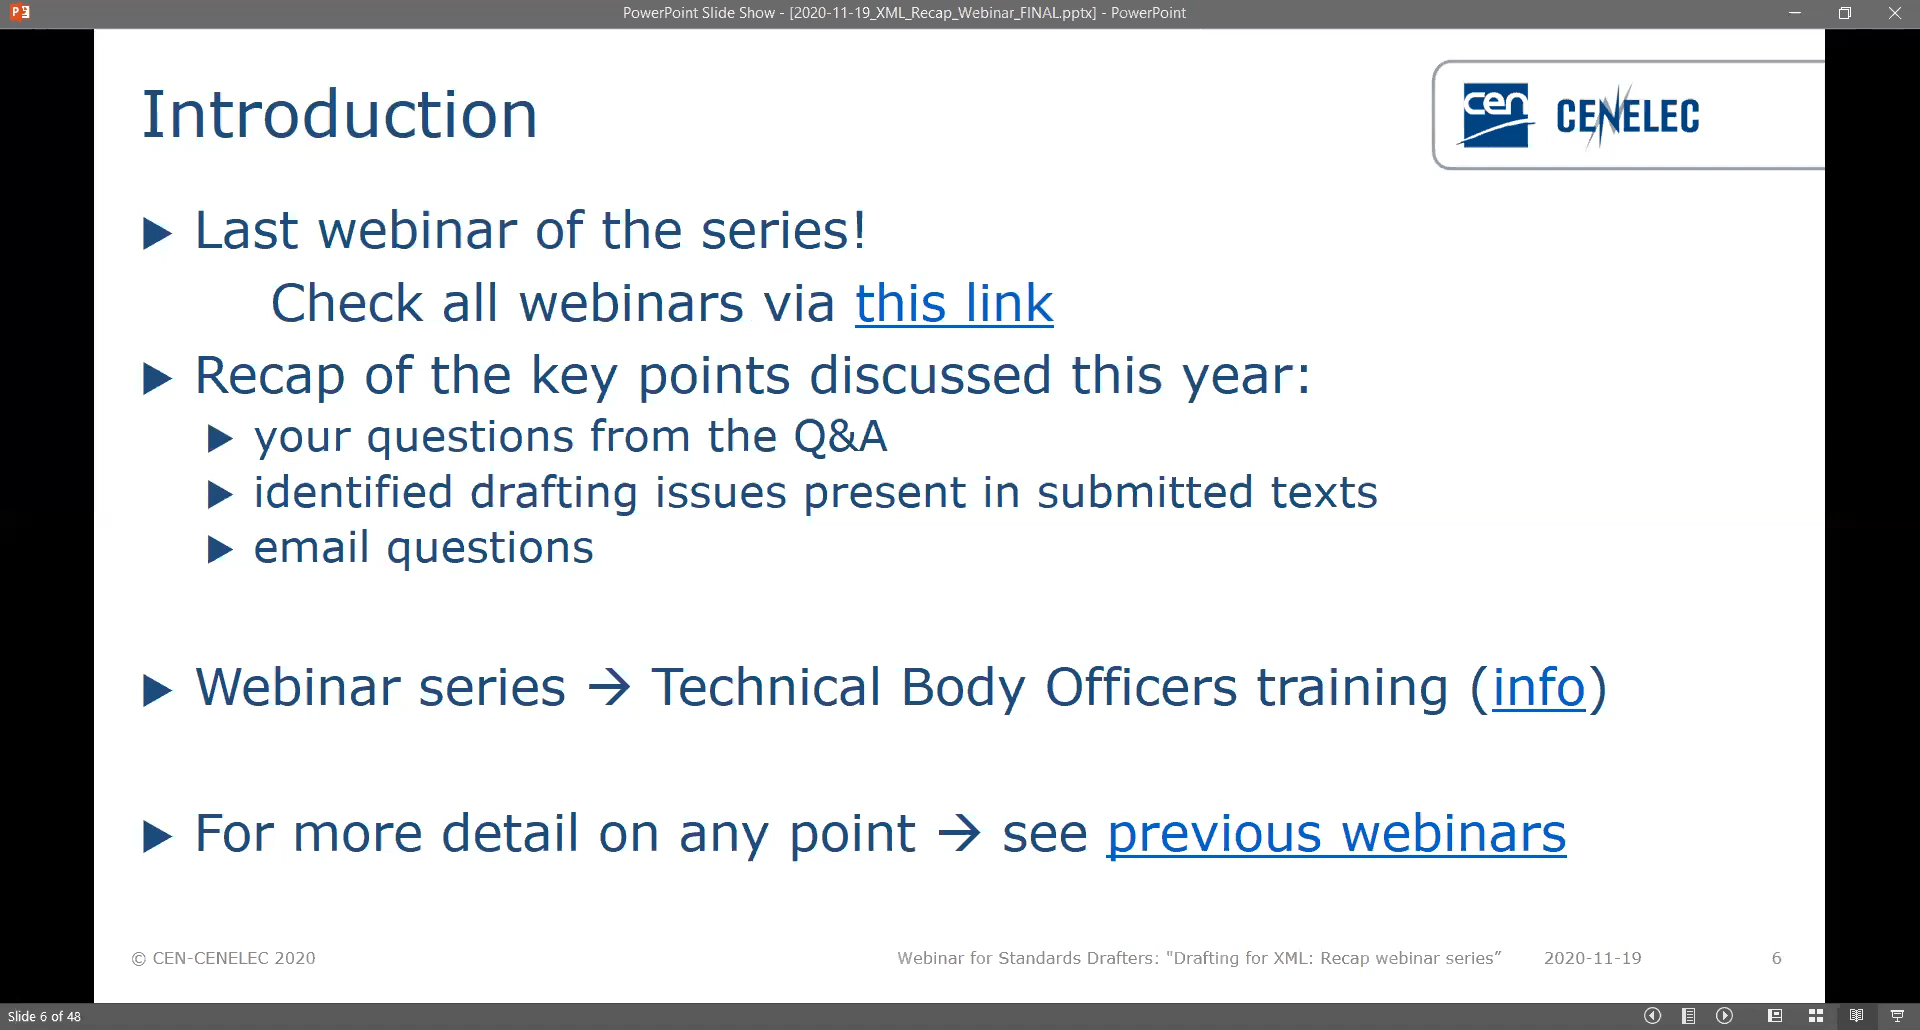 PowerPoint Slide Show - [2020-11-19_XML_Recap_Webinar_FINAL.pptx] - PowerPoint
Introduction
cen CENELEC
▶ Last webinar of the series!
Check all webinars via this link
▶ Recap of the key points discussed this year:
▶ your questions from the Q&A
▶ identified drafting issues present in submitted texts
▶ email questions
▶ Webinar series → Technical Body Officers training (info)
▶ For more detail on any point → see previous webinars
© CEN-CENELEC 2020
Webinar for Standards Drafters: "Drafting for XML: Recap webinar series” 2020-11-19 6
Slide 6 of 48